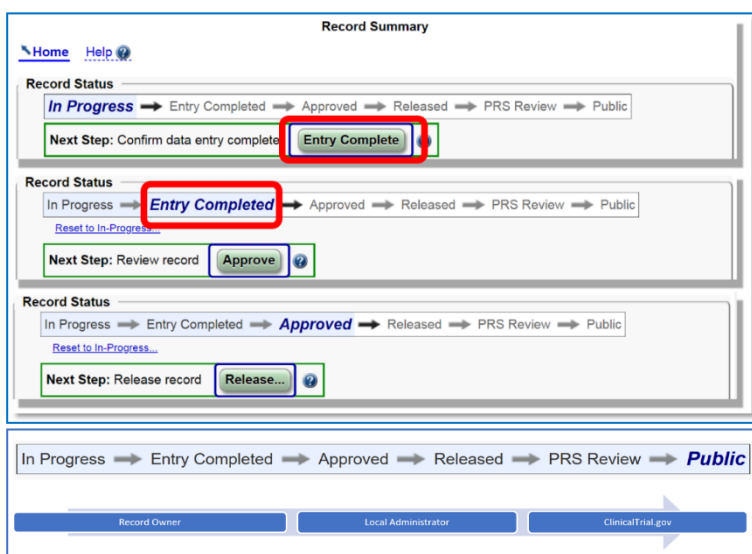 Record Summary
Home Help ?
Record Status
In Progress Entry Completed Approved Released PRS Review Public
Next Step: Confirm data entry complete Entry Complete
Record Status
In Progress Entry Completed Approved Released PRS Review Public
Reset to In-Progress...
Next Step: Review record Approve ?
Record Status
In Progress Entry Completed Approved Released PRS Review Public
Reset to In-Progress...
Next Step: Release record Release... ?
In Progress Entry Completed Approved Released PRS Review Public
Record Owner Local Administrator ClinicalTrial.gov